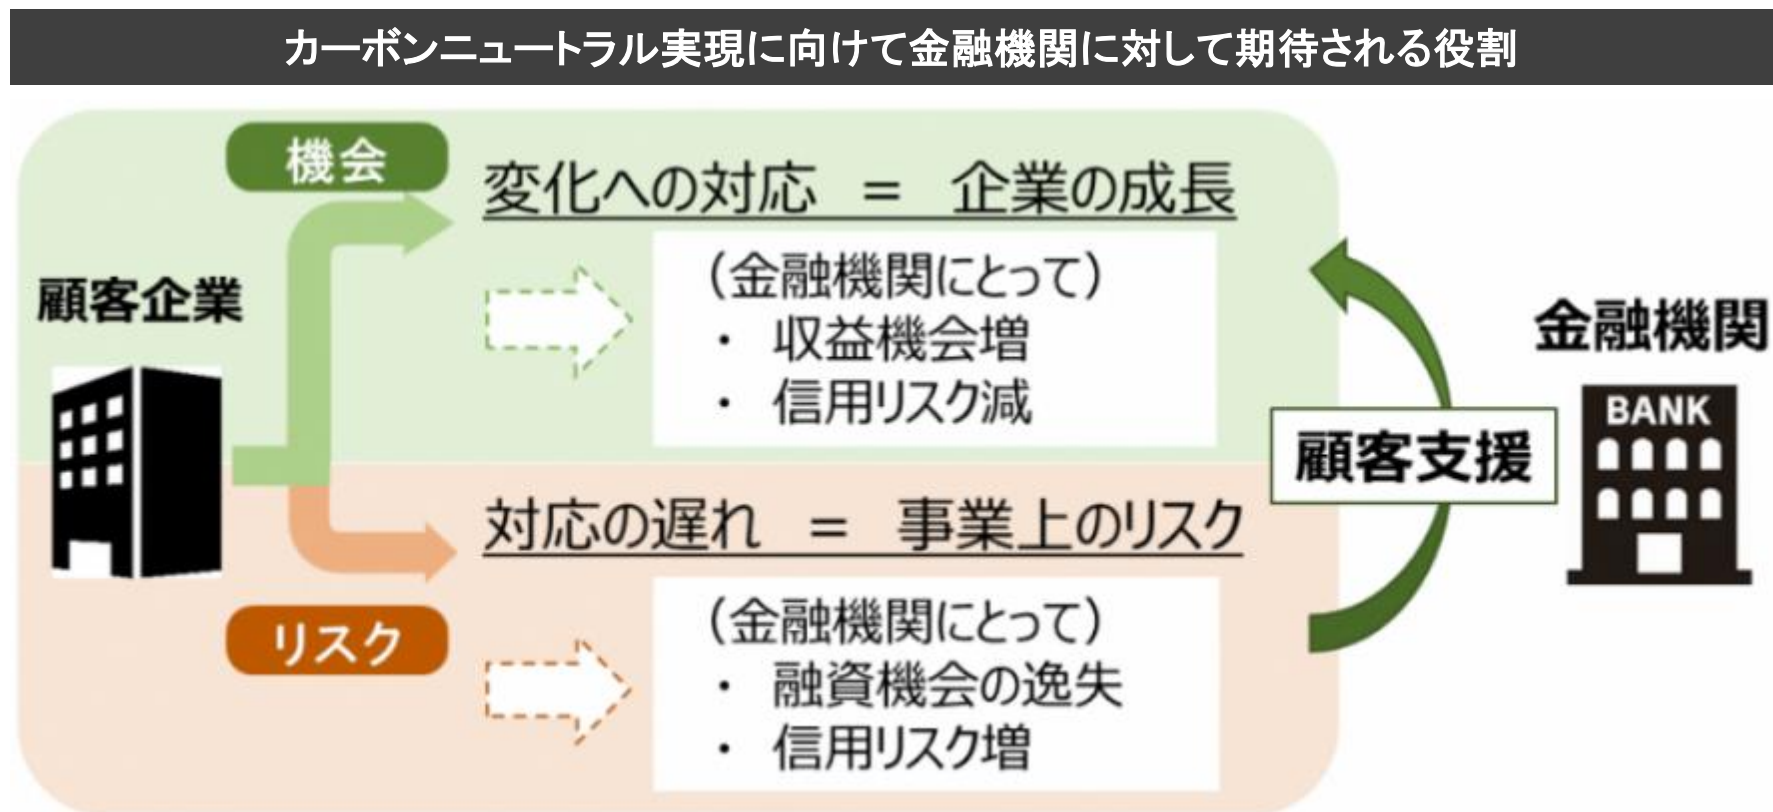 カーボンニュートラル実現に向けて金融機関に対して期待される役割
機会
変化への対応 = 企業の成長
(金融機関にとって)
・ 収益機会増
・ 信用リスク減
顧客企業
金融機関
BANK
顧客支援
対応の遅れ = 事業上のリスク
リスク
(金融機関にとって)
・ 融資機会の逸失
・ 信用リスク増